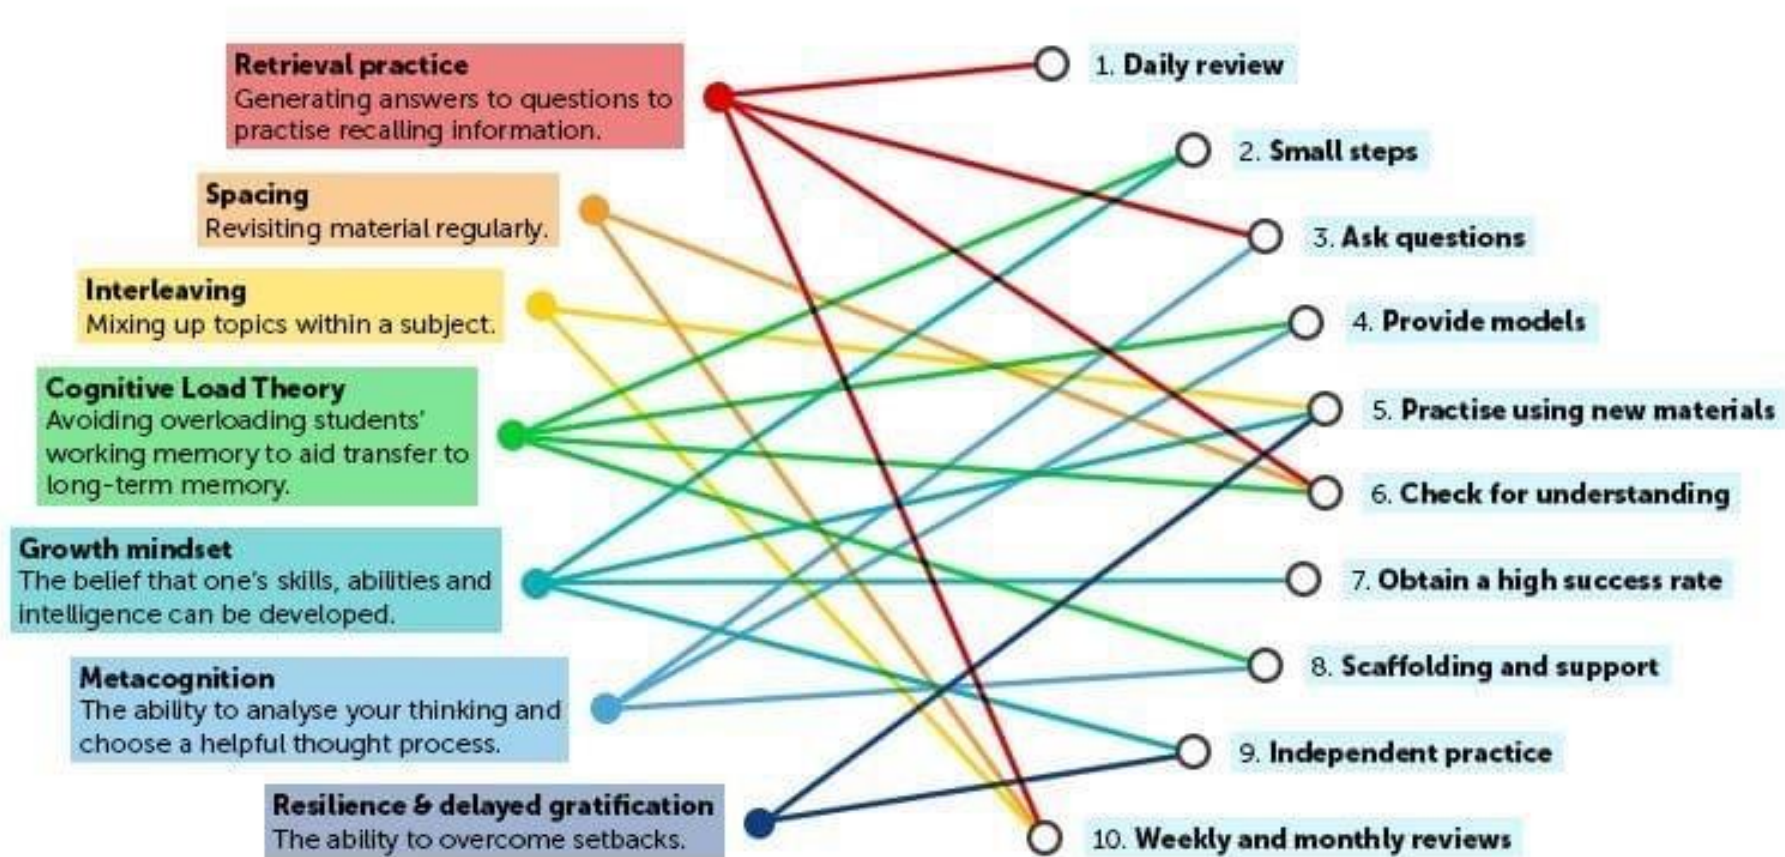 Retrieval practice
Generating answers to questions to
practise recalling information.
Spacing
Revisiting material regularly.
Interleaving
Mixing up topics within a subject.
Cognitive Load Theory
Avoiding overloading students'
working memory to aid transfer to
long-term memory.
Growth mindset
The belief that one's skills, abilities and
intelligence can be developed.
Metacognition
The ability to analyse your thinking and
choose a helpful thought process.
Resilience & delayed gratification
The ability to overcome setbacks.
1. Daily review
2. Small steps
3. Ask questions
4. Provide models
5. Practise using new materials
6. Check for understanding
7. Obtain a high success rate
8. Scaffolding and support
9. Independent practice
10. Weekly and monthly reviews